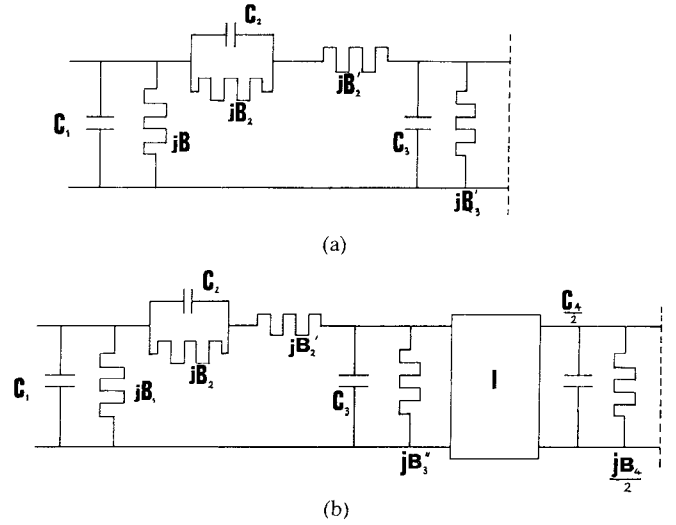 C₂
jB₂
jB₂'
C₁
jB
C₃
jB₃'
(a)
C₂
C₄/2
jB₂
jB₂'
C₁
jB₁
C₃
I
jB₃"
jB₄/2
(b)